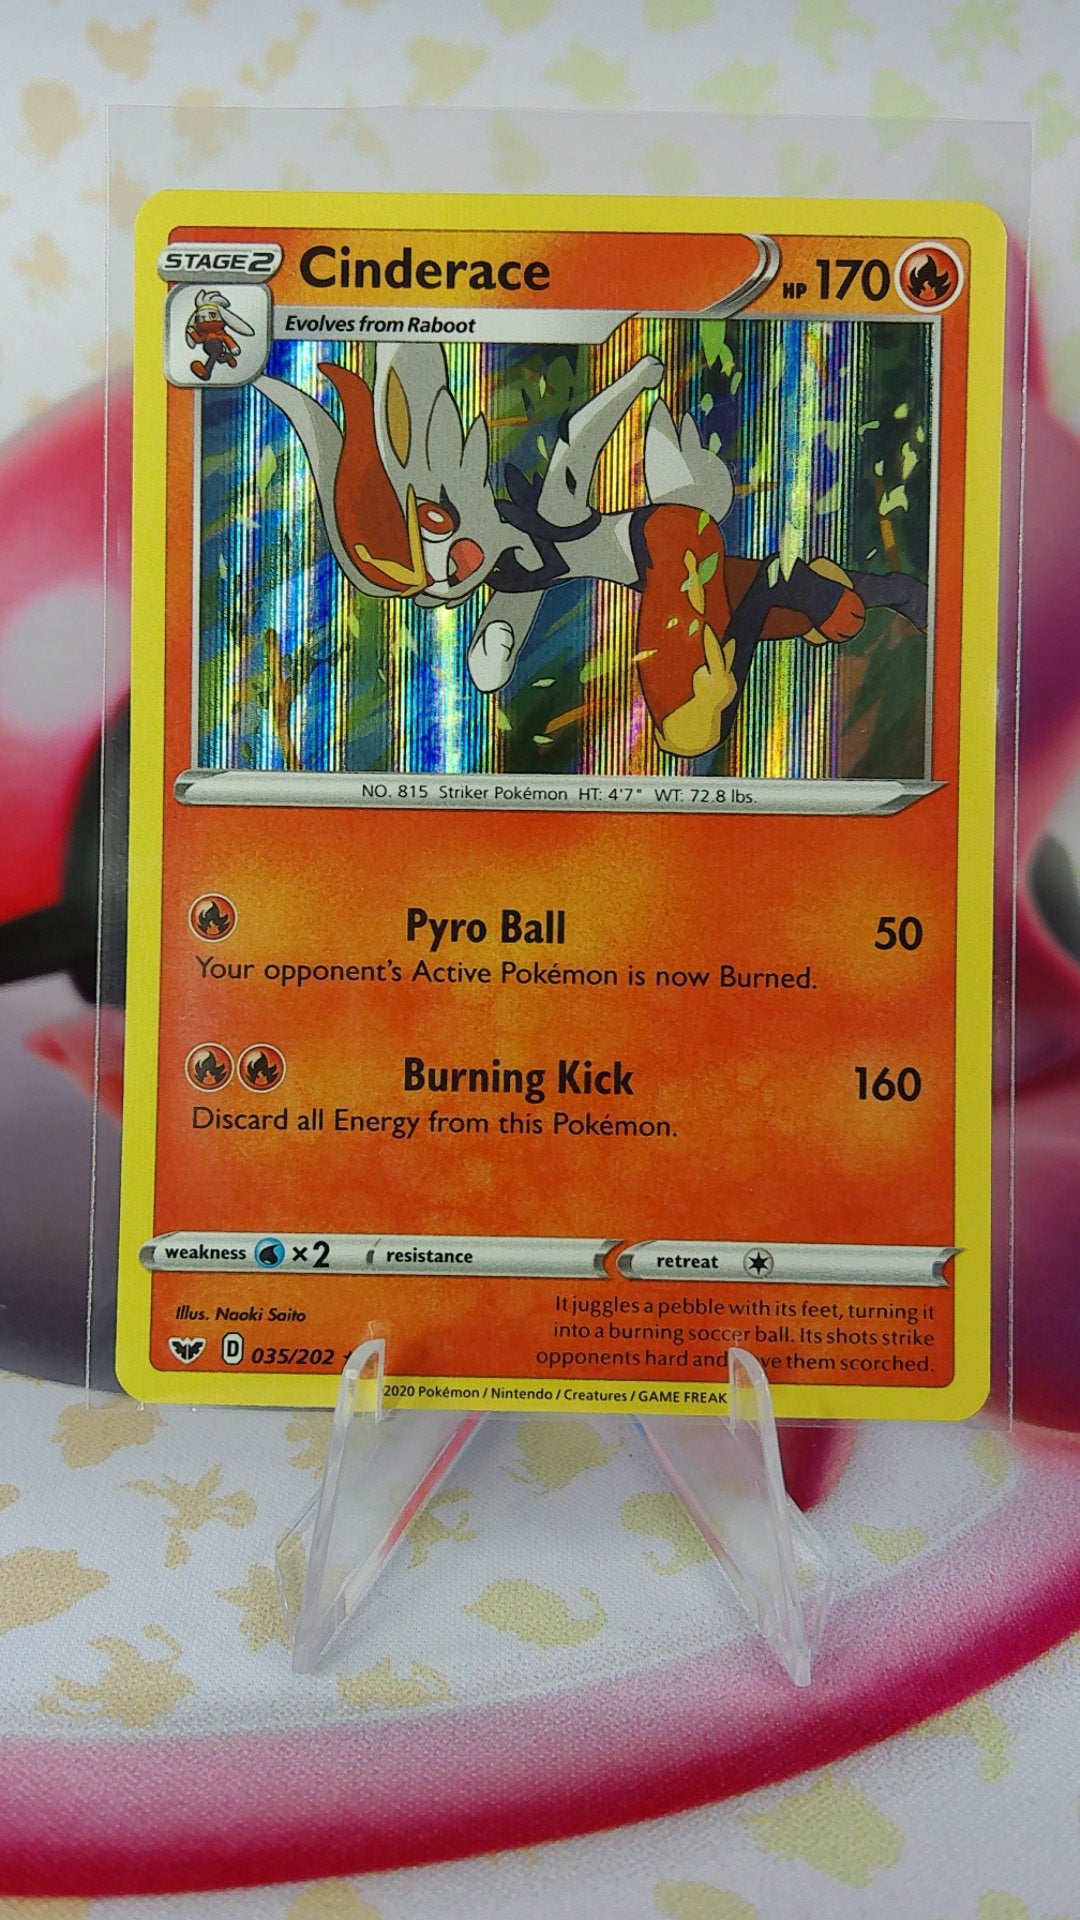 STAGE2 Cinderace HP 170
Evolves from Raboot
NO. 815 Striker Pokémon HT: 4'7" WT: 72.8 lbs.
Pyro Ball 50
Your opponent's Active Pokémon is now Burned.
Burning Kick 160
Discard all Energy from this Pokémon.
weakness ×2 resistance retreat
Illus. Naoki Saito
It juggles a pebble with its feet, turning it
into a burning soccer ball. Its shots strike
opponents hard and them scorched.
D 035/202
2020 Pokémon / Nintendo / Creatures / GAME FREAK